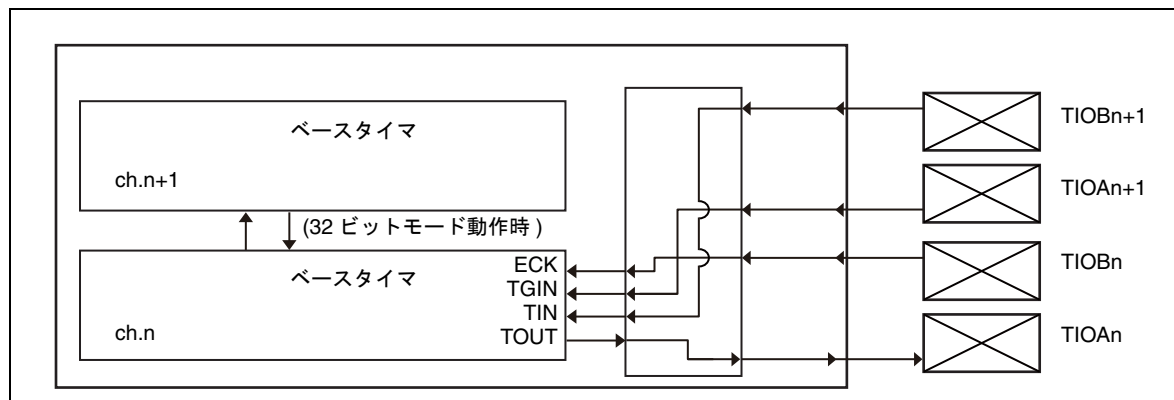 ベースタイマ
ch.n+1
(32 ビットモード動作時 )
ベースタイマ
ch.n
ECK
TGIN
TIN
TOUT
TIOBn+1
TIOAn+1
TIOBn
TIOAn